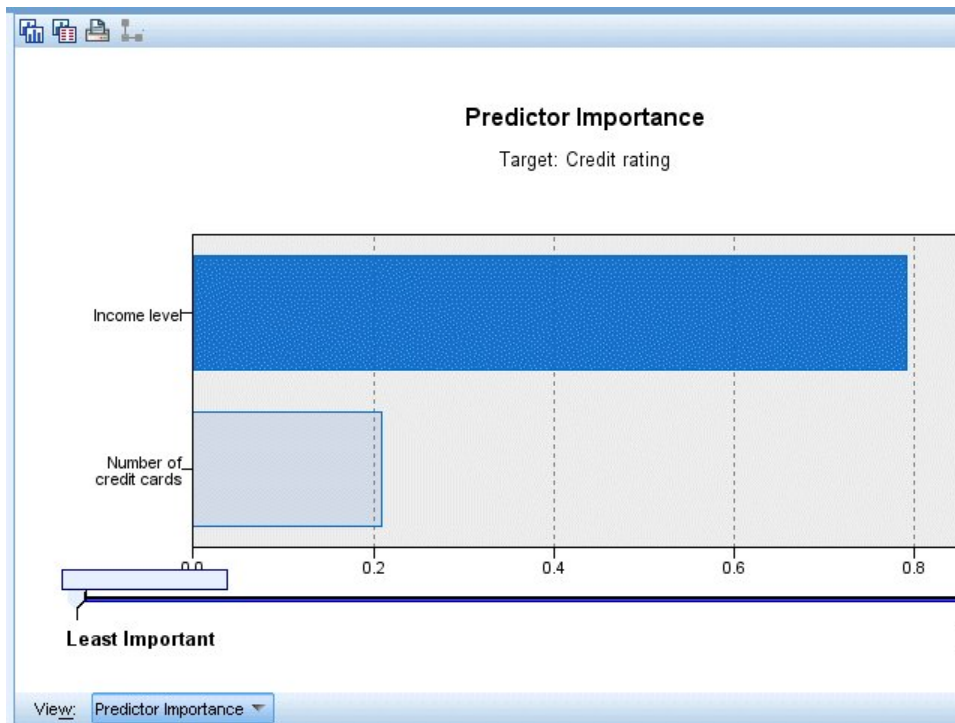 Predictor Importance
Target: Credit rating
Income level
Number of
credit cards
0.0
0.2
0.4
0.6
0.8
Least Important
View:
Predictor Importance